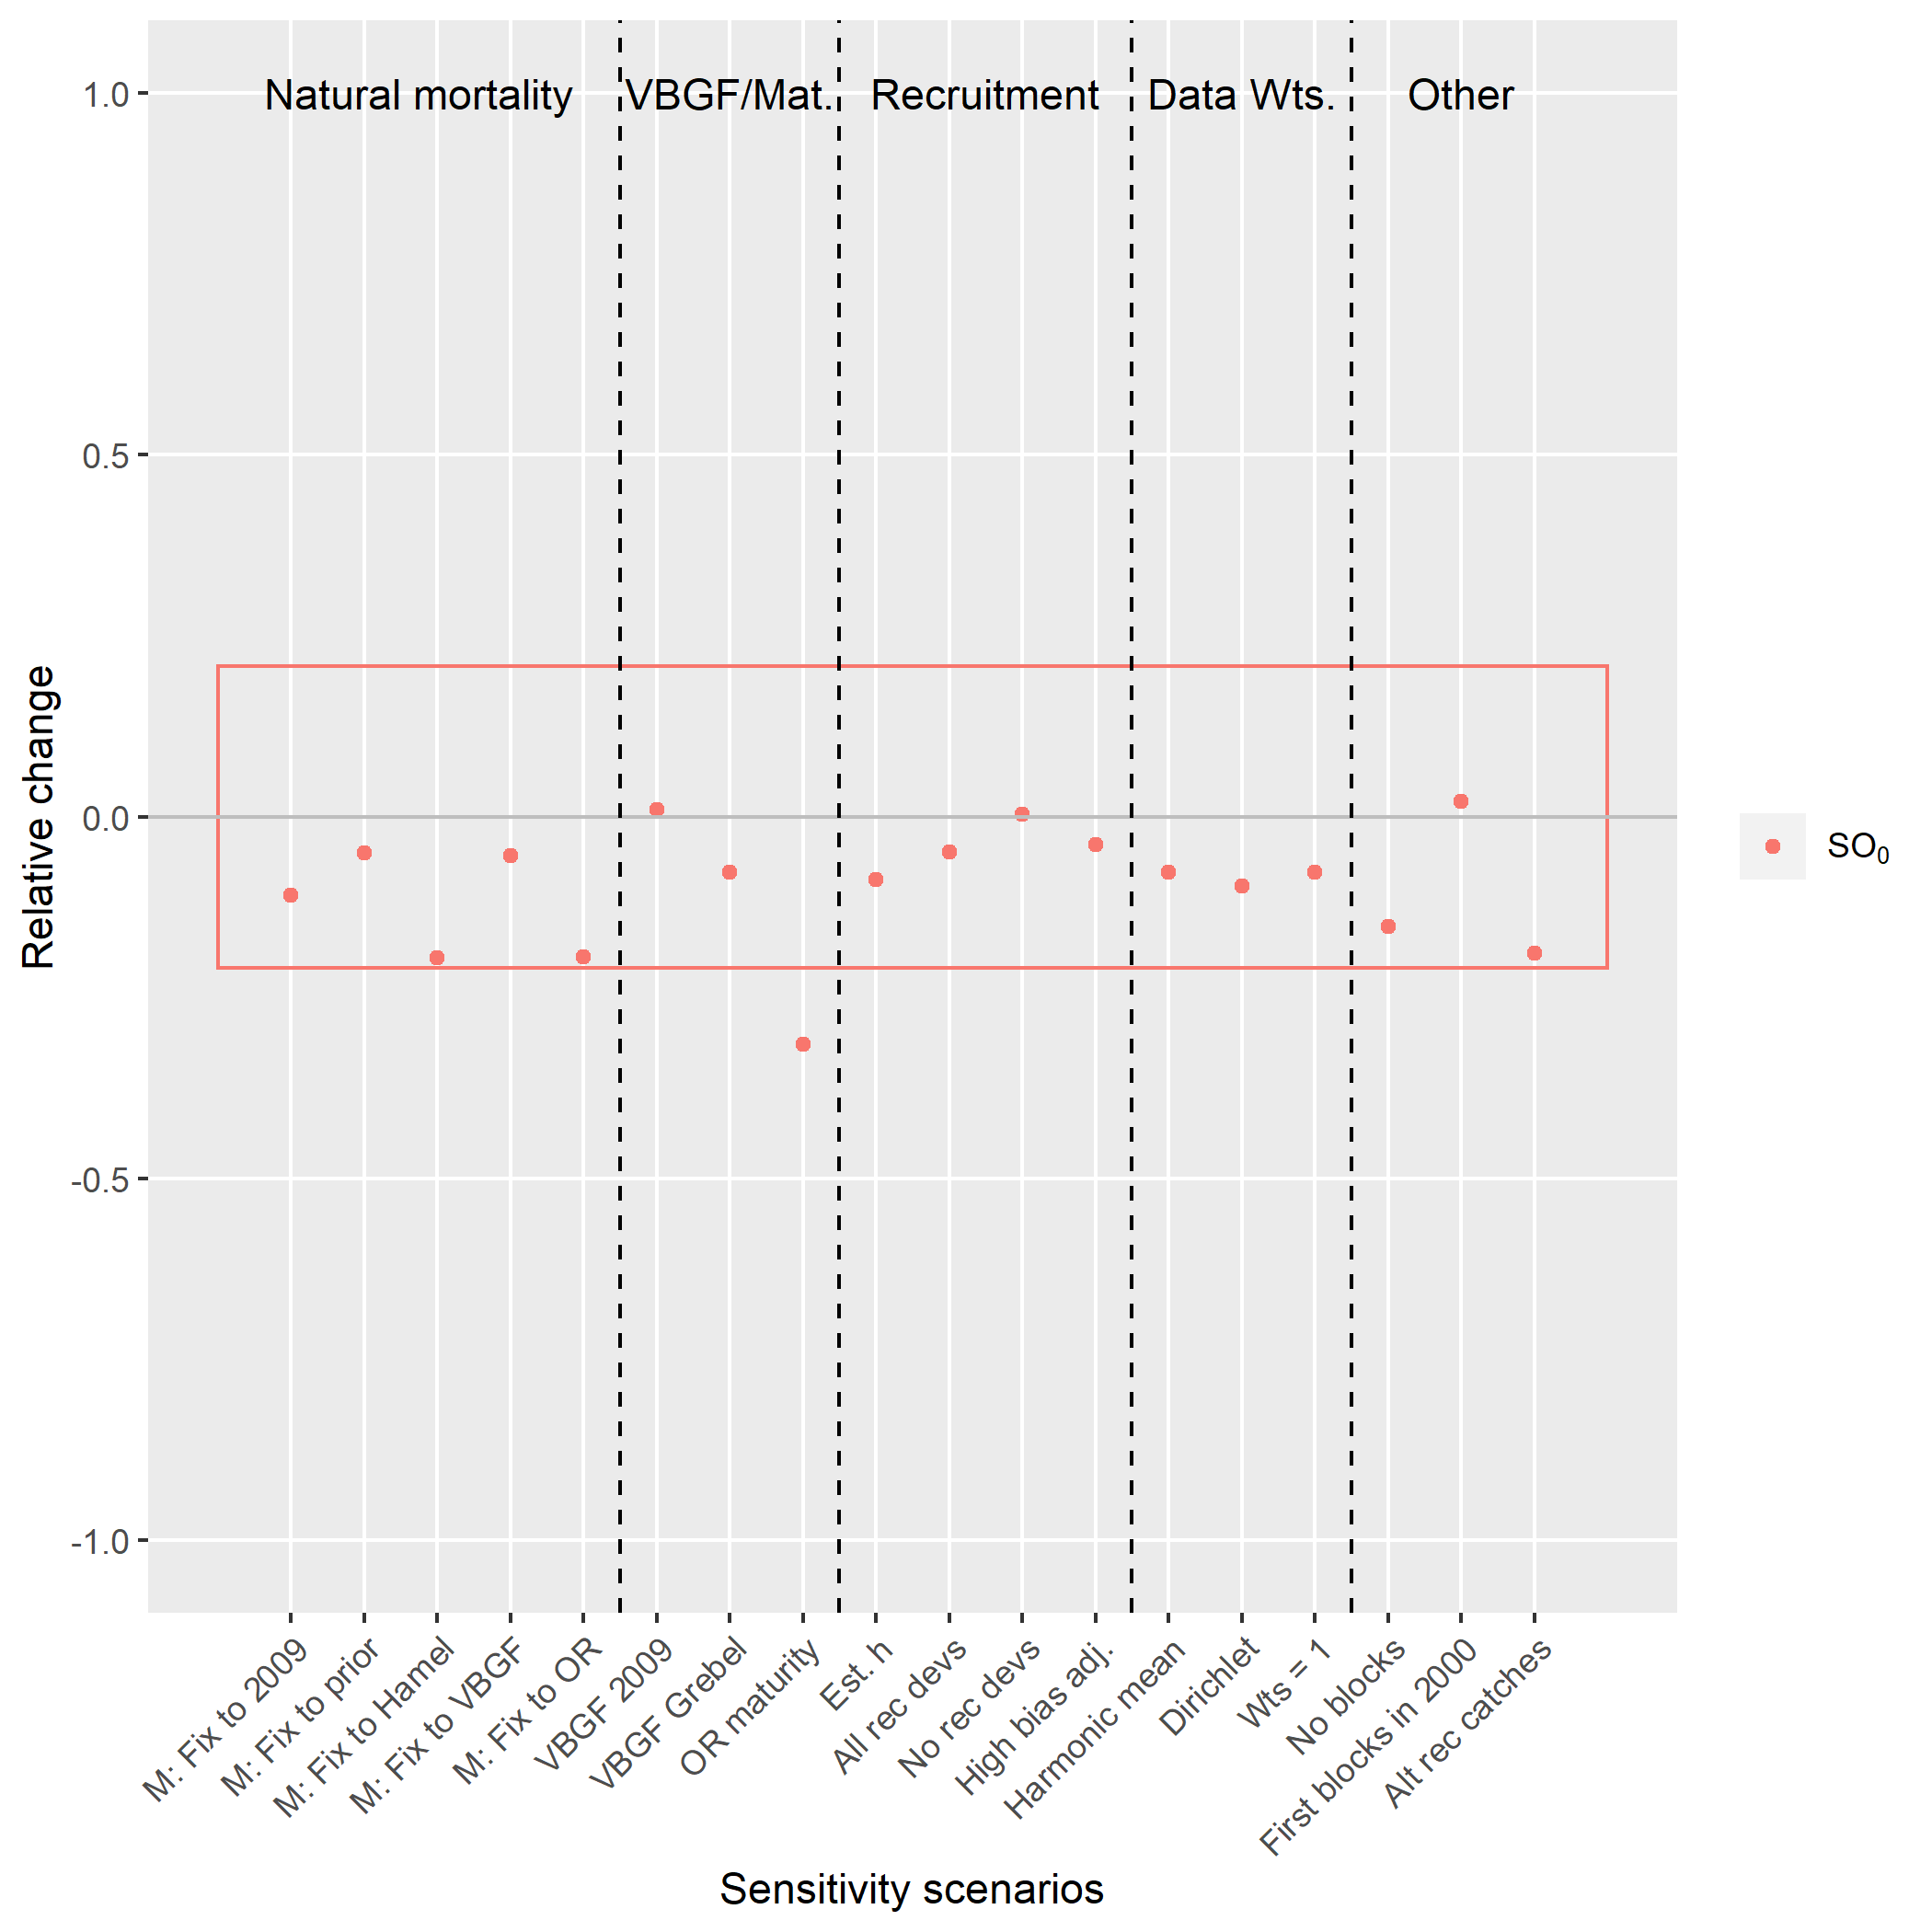 Natural mortality
VBGF/Mat.
Recruitment
Data Wts.
Other
1.0
0.5
0.0
-0.5
-1.0
Relative change
SO₀
M: Fix to 2009
M: Fix to prior
M: Fix to Hamel
M: Fix to VBGF
M: Fix to OR
VBGF 2009
VBGF Grebel
OR maturity
Est. h
All rec devs
No rec devs
High bias adj.
Harmonic mean
Dirichlet
Wts = 1
No blocks
First blocks in 2000
Alt rec catches
Sensitivity scenarios